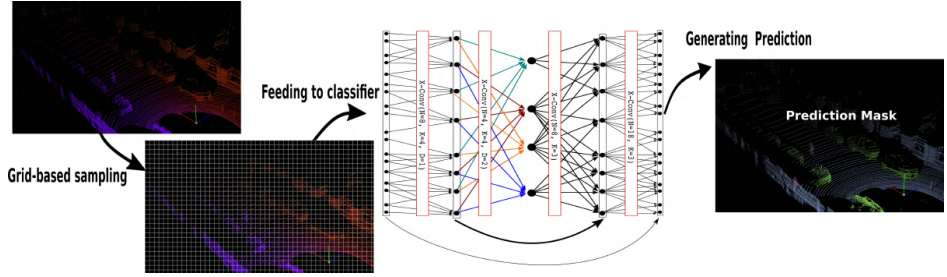 Grid-based sampling
Feeding to classifier
X-Conv(N=8, K=4, D=1)
X-Conv(N=4, K=4, D=2)
X-Conv(N=8, K=3)
X-Conv(N=18, K=3)
Generating Prediction
Prediction Mask